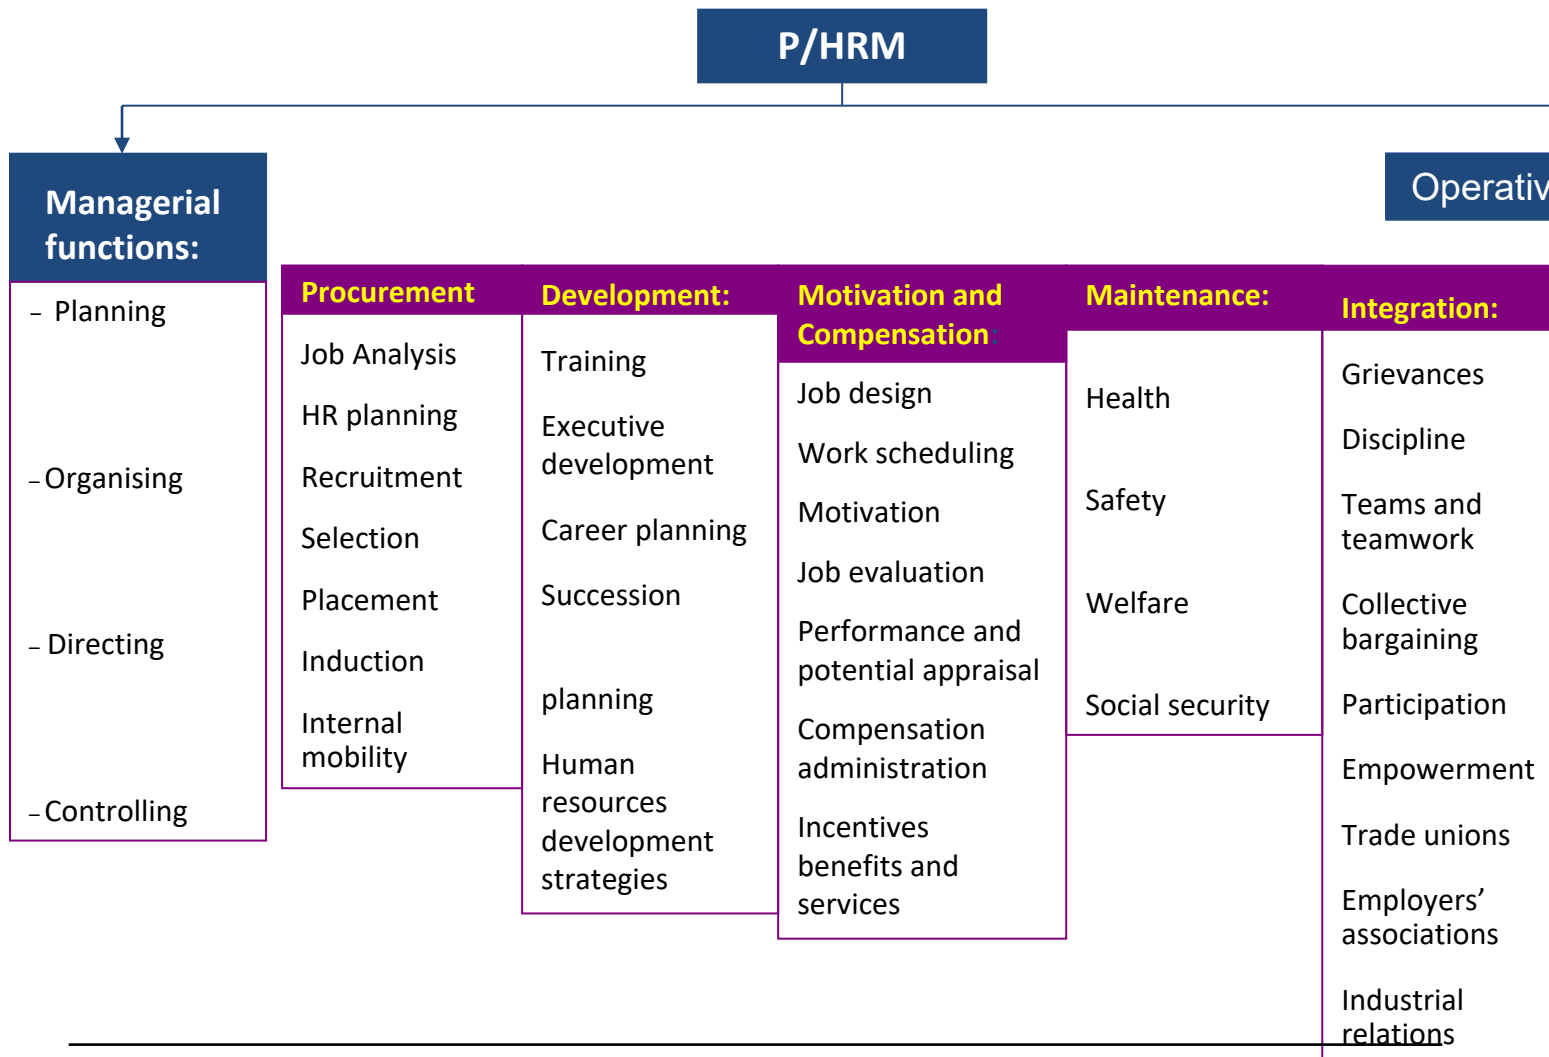 P/HRM
Managerial
functions:
– Planning
– Organising
– Directing
– Controlling
Operativ
Procurement
Job Analysis
HR planning
Recruitment
Selection
Placement
Induction
Internal
mobility
Development:
Training
Executive
development
Career planning
Succession
planning
Human
resources
development
strategies
Motivation and
Compensation:
Job design
Work scheduling
Motivation
Job evaluation
Performance and
potential appraisal
Compensation
administration
Incentives
benefits and
services
Maintenance:
Health
Safety
Welfare
Social security
Integration:
Grievances
Discipline
Teams and
teamwork
Collective
bargaining
Participation
Empowerment
Trade unions
Employers’
associations
Industrial
relations